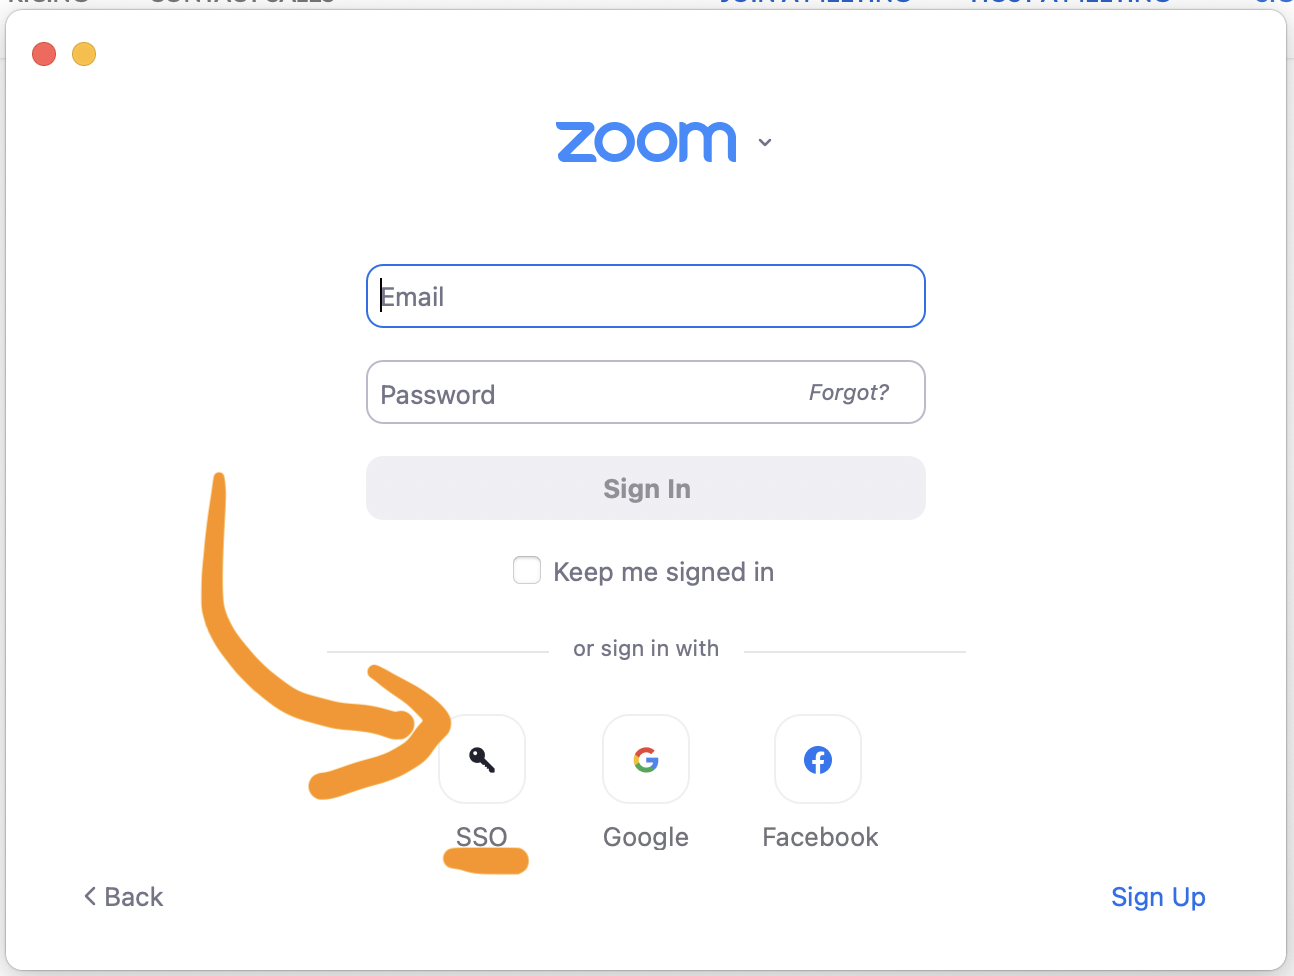 zoom
Email
Password Forgot?
Sign In
Keep me signed in
or sign in with
SSO Google Facebook
Back Sign Up